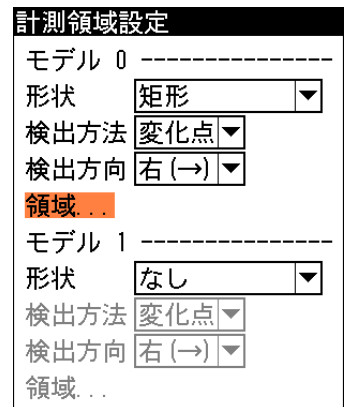 計測領域設定
モデル 0 ---------------
形状 矩形 ▼
検出方法 変化点 ▼
検出方向 右(→) ▼
領域...
モデル 1 ---------------
形状 なし ▼
検出方法 変化点 ▼
検出方向 右(→) ▼
領域...